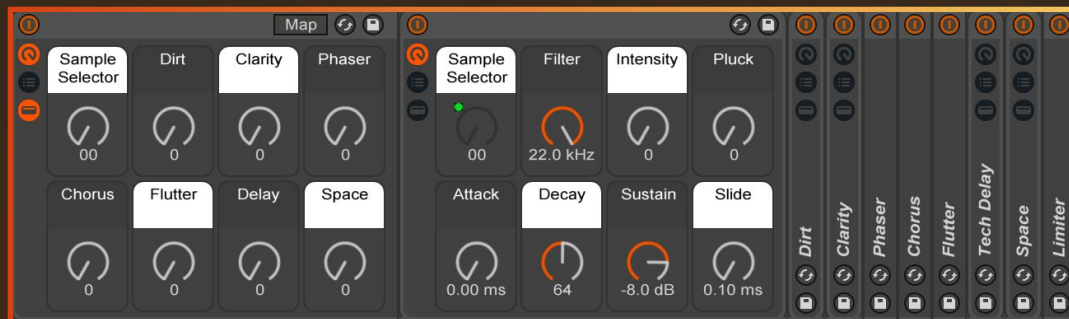 Map
Sample
Selector
Dirt
Clarity
Phaser
00
0
0
0
Chorus
Flutter
Delay
Space
0
0
0
0
Sample
Selector
Filter
Intensity
Pluck
00
22.0 kHz
0
0
Attack
Decay
Sustain
Slide
0.00 ms
64
-8.0 dB
0.10 ms
Dirt
Clarity
Phaser
Chorus
Flutter
Tech Delay
Space
Limiter